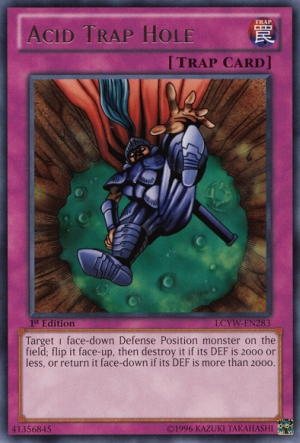 ACID TRAP HOLE
TRAP
罠
[TRAP CARD]
1st Edition
LCYW-EN283
Target 1 face-down Defense Position monster on
the field; flip it face-up, then destroy it if its DEF is 2000 or
less, or return it face-down if its DEF is more than 2000.
41356845
©1996 KAZUKI TAKAHASHI